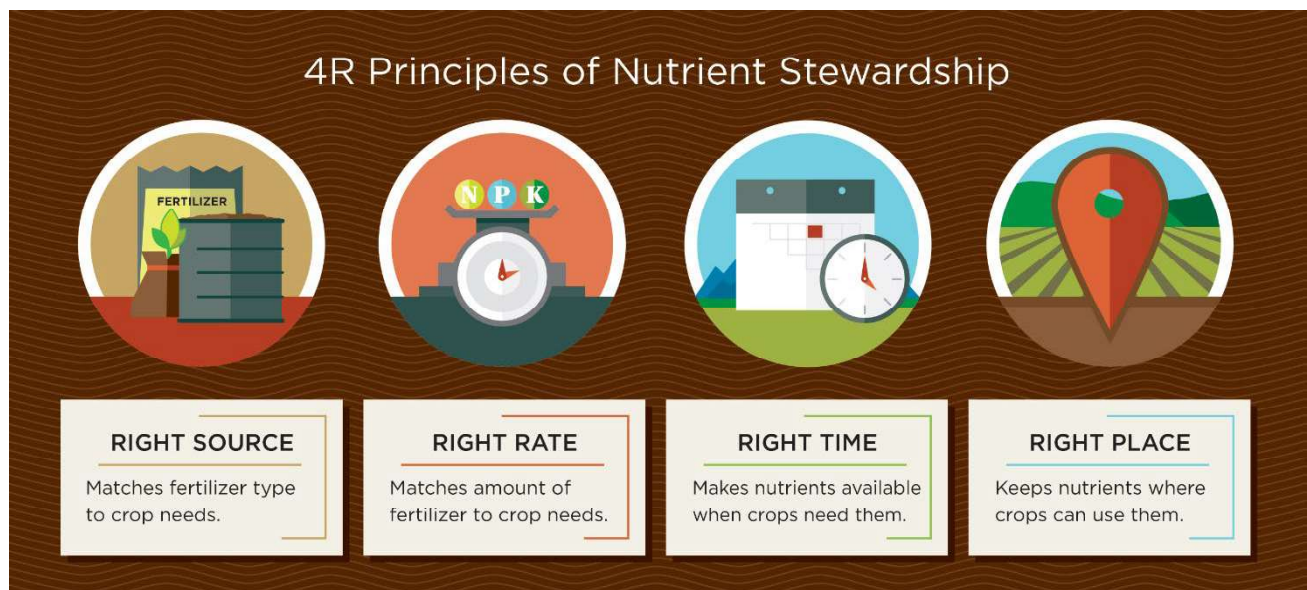 4R Principles of Nutrient Stewardship
FERTILIZER
N P K
RIGHT SOURCE
Matches fertilizer type
to crop needs.
RIGHT RATE
Matches amount of
fertilizer to crop needs.
RIGHT TIME
Makes nutrients available
when crops need them.
RIGHT PLACE
Keeps nutrients where
crops can use them.